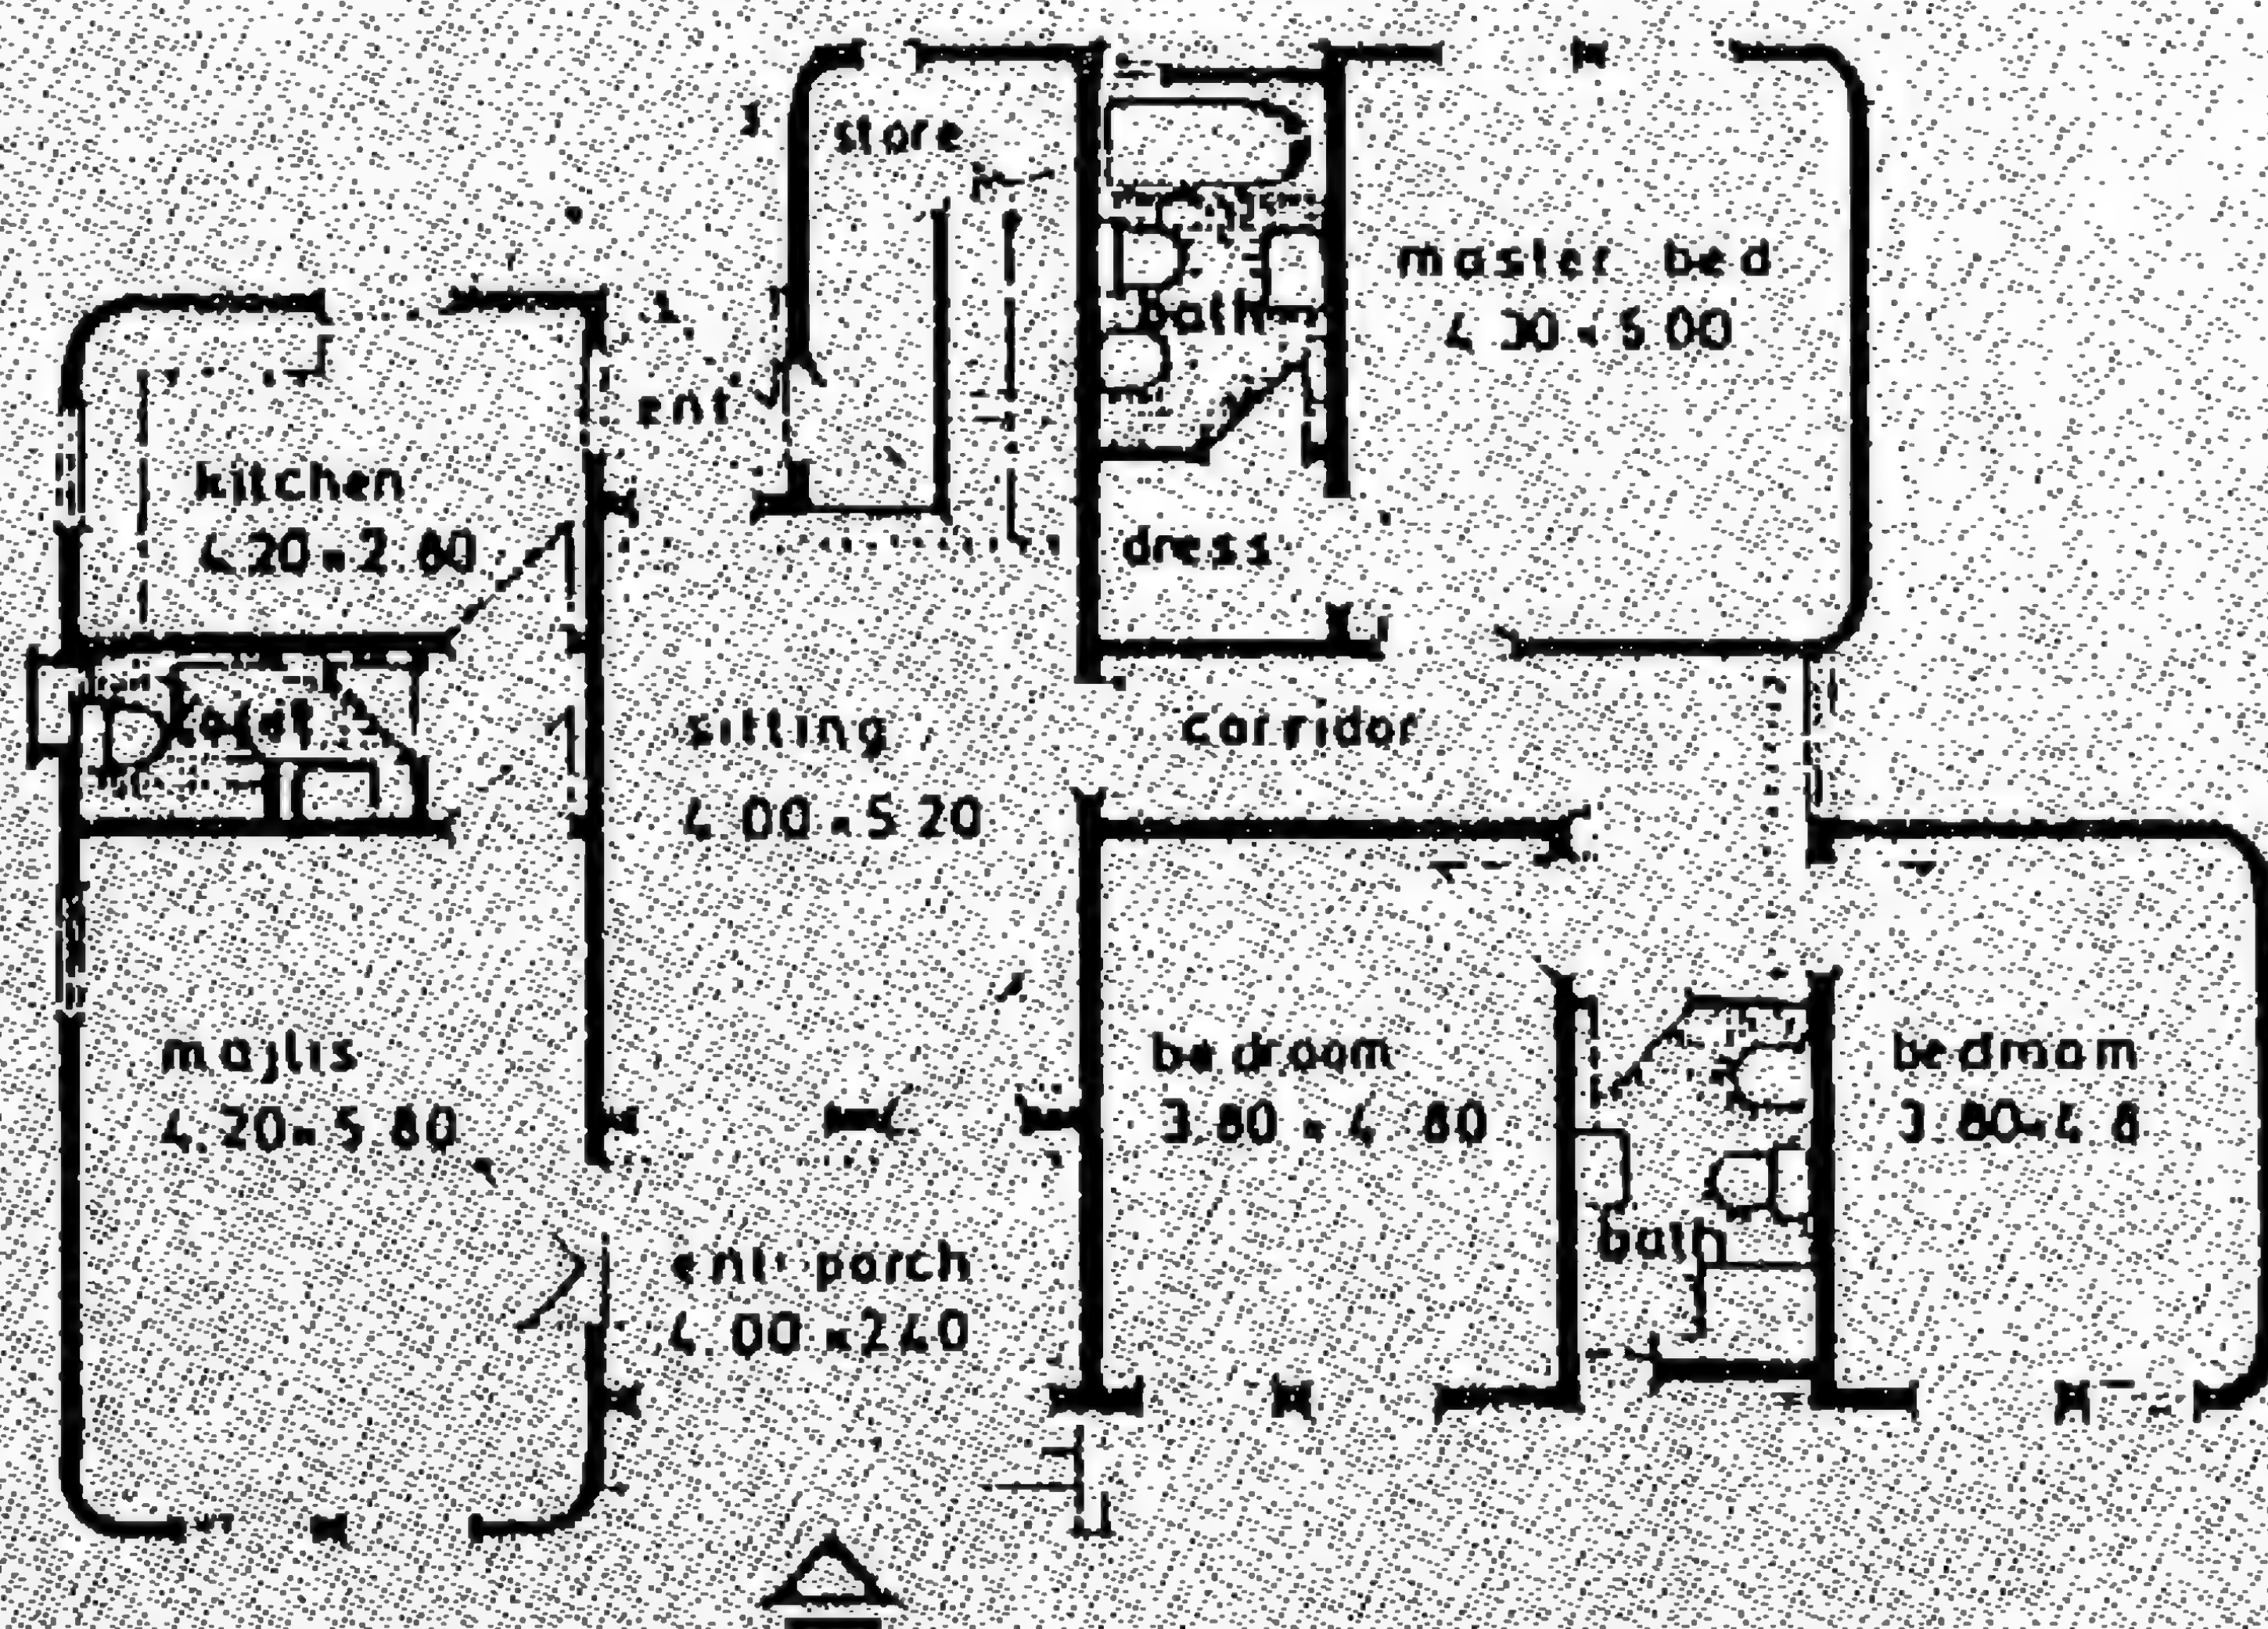 store
master bed
4.30 × 5.00
bath
ent
kitchen
4.20 × 2.80
dress
sitting
4.00 × 5.20
corridor
majlis
4.20 × 5.80
bedroom
3.80 × 4.80
bedroom
3.80 × 4.8
bath
ent. porch
4.00 × 2.40